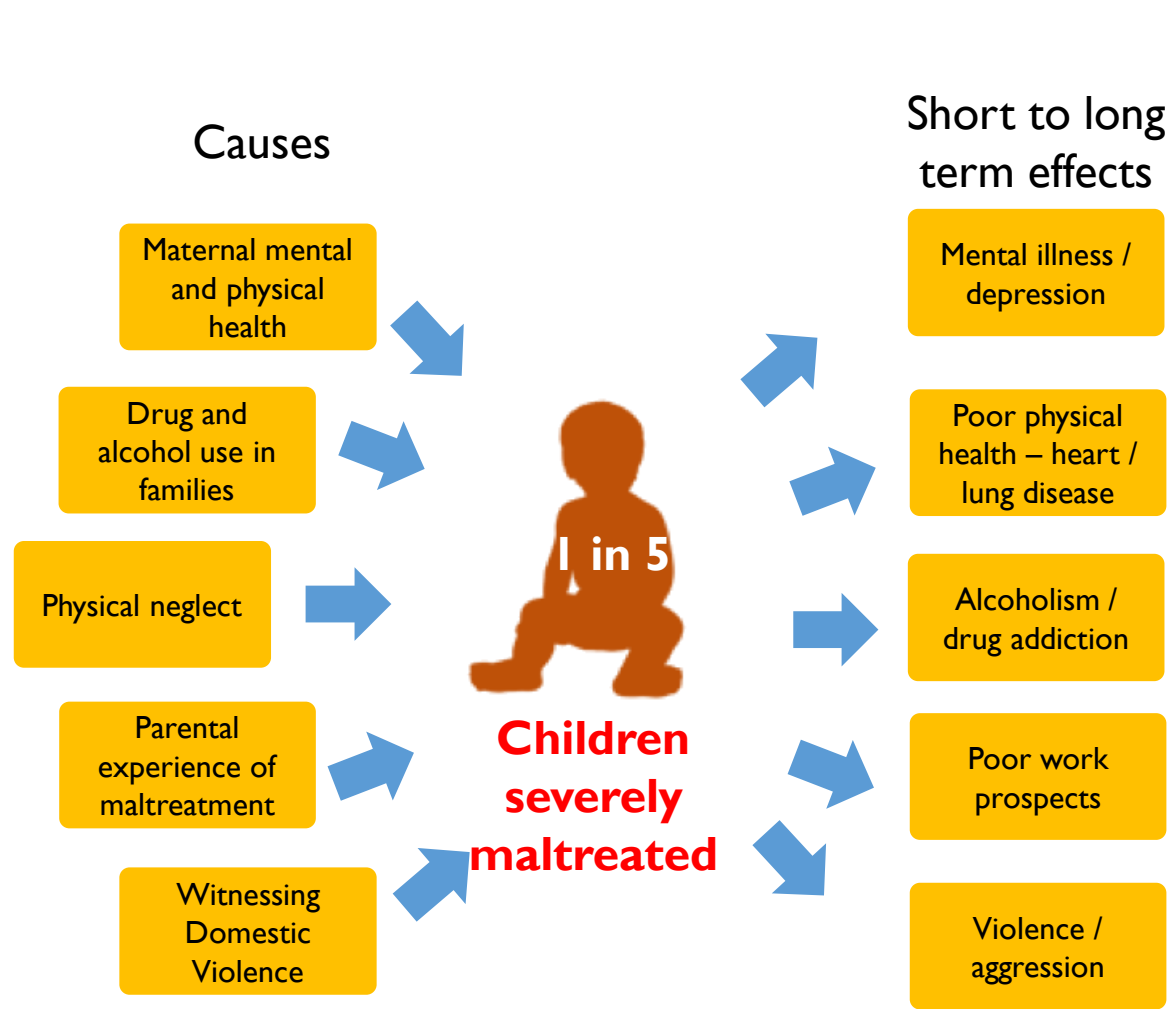 Causes
Maternal mental
and physical
health
Drug and
alcohol use in
families
Physical neglect
Parental
experience of
maltreatment
Witnessing
Domestic
Violence
1 in 5
Children
severely
maltreated
Short to long
term effects
Mental illness /
depression
Poor physical
health – heart /
lung disease
Alcoholism /
drug addiction
Poor work
prospects
Violence /
aggression